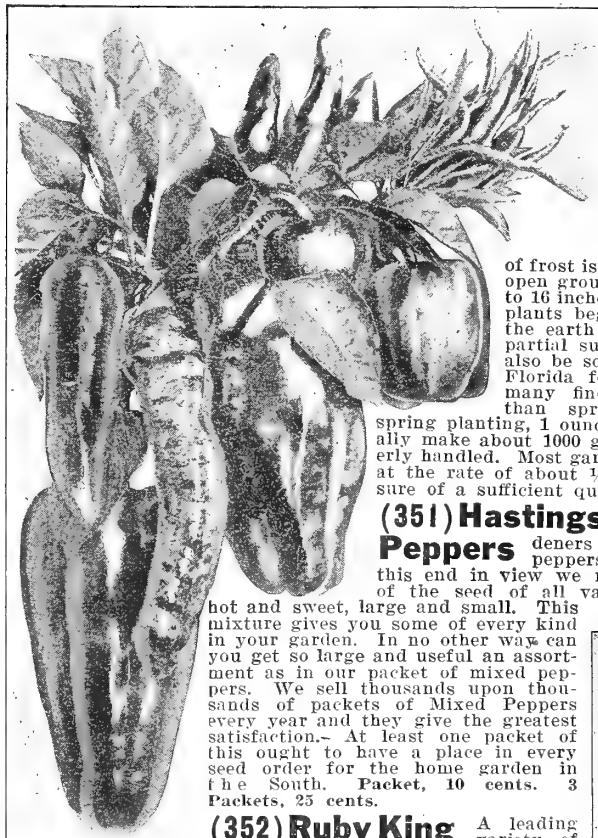 of frost is
open grou
to 16 inche
plants beg
the earth
partial su
also be so
Florida f
many fin
than spr
spring planting, 1 ounc
ally make about 1000 g
erly handled. Most gar
at the rate of about
sure of a sufficient qu
(351) Hastings
Peppers deners
peppers
this end in view we
of the seed of all va
hot and sweet, large and small. This
mixture gives you some of every kind
in your garden. In no other way can
you get so large and useful an assort-
ment as in our packet of mixed pep-
pers. We sell thousands upon thou-
sands of packets of Mixed Peppers
every year and they give the greatest
satisfaction.- At least one packet of
this ought to have a place in every
seed order for the home garden in
the South. Packet, 10 cents. 3
Packets, 25 cents.
(352) Ruby King A leading
variety of